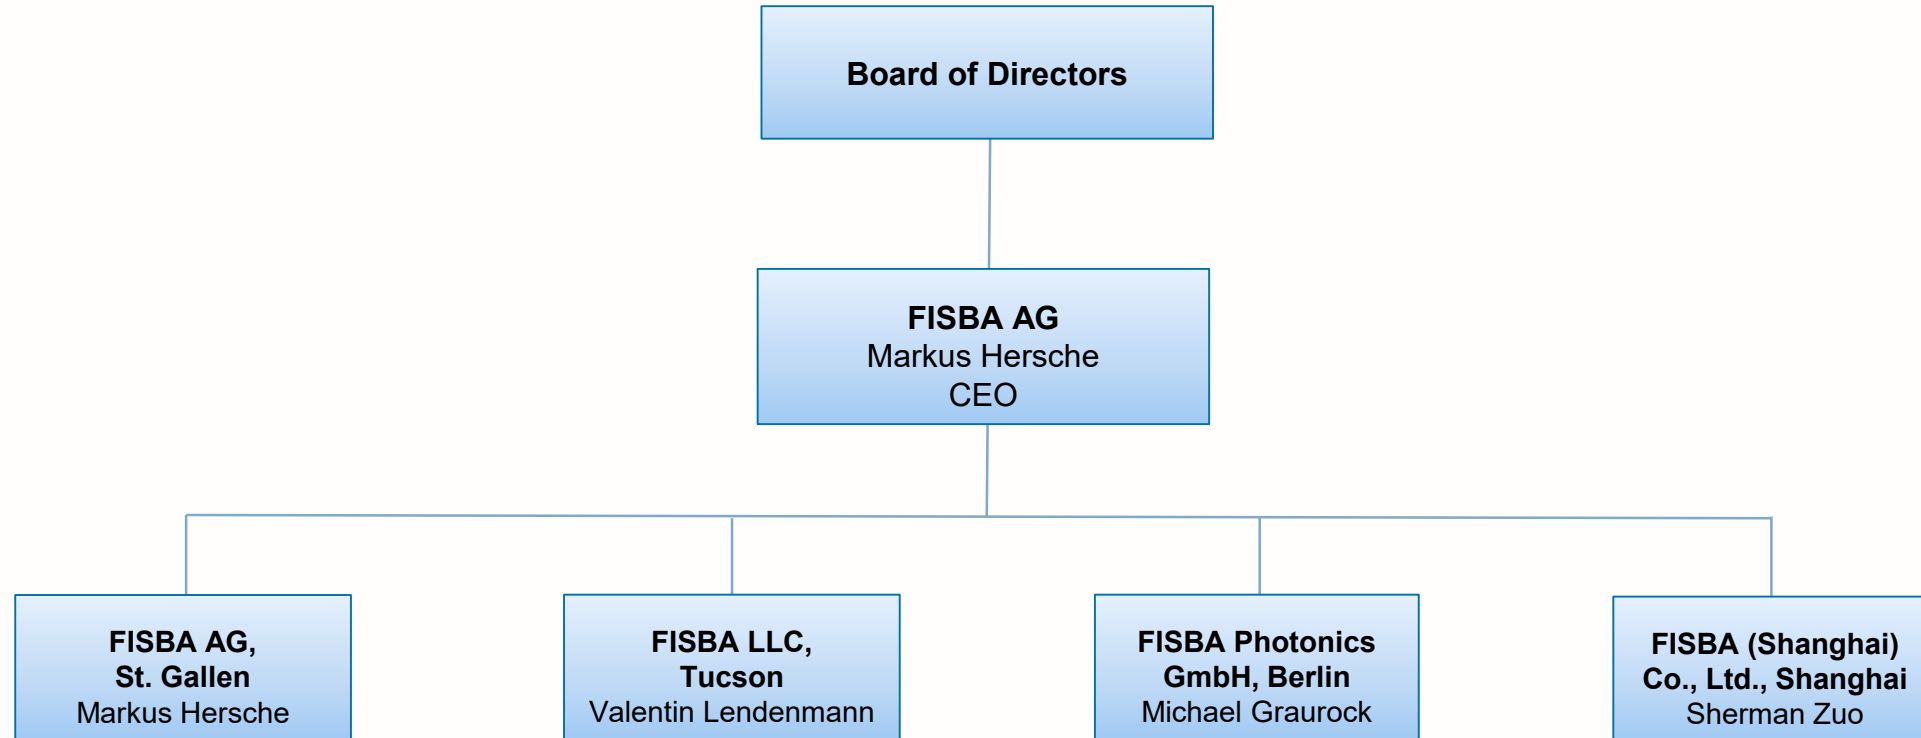 Board of Directors
FISBA AG
Markus Hersche
CEO
FISBA AG,
St. Gallen
Markus Hersche
FISBA LLC,
Tucson
Valentin Lendenmann
FISBA Photonics
GmbH, Berlin
Michael Graurock
FISBA (Shanghai)
Co., Ltd., Shanghai
Sherman Zuo